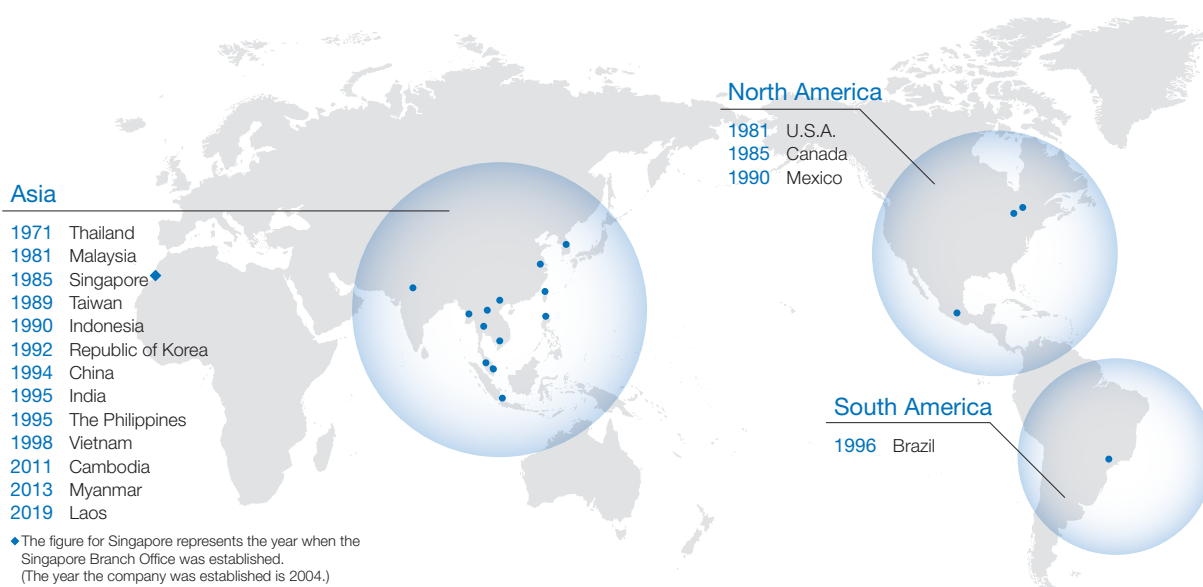 Asia
1971 Thailand
1981 Malaysia
1985 Singapore◆
1989 Taiwan
1990 Indonesia
1992 Republic of Korea
1994 China
1995 India
1995 The Philippines
1998 Vietnam
2011 Cambodia
2013 Myanmar
2019 Laos
◆The figure for Singapore represents the year when the
Singapore Branch Office was established.
(The year the company was established is 2004.)
North America
1981 U.S.A.
1985 Canada
1990 Mexico
South America
1996 Brazil